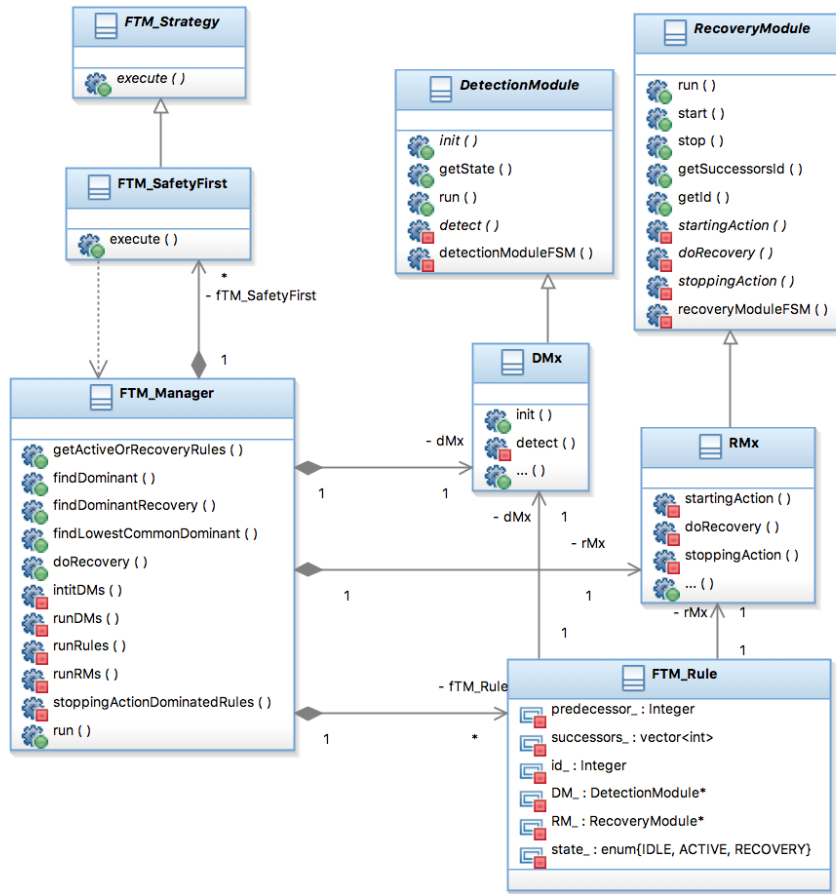 FTM_Strategy
execute ( )
FTM_SafetyFirst
execute ( )
*
- fTM_SafetyFirst
1
FTM_Manager
getActiveOrRecoveryRules ( )
findDominant ( )
findDominantRecovery ( )
findLowestCommonDominant ( )
doRecovery ( )
intitDMs ( )
runDMs ( )
runRules ( )
runRMs ( )
stoppingActionDominatedRules ( )
run ( )
DetectionModule
init ( )
getState ( )
run ( )
detect ( )
detectionModuleFSM ( )
RecoveryModule
run ( )
start ( )
stop ( )
getSuccessorsId ( )
getId ( )
startingAction ( )
doRecovery ( )
stoppingAction ( )
recoveryModuleFSM ( )
DMx
init ( )
detect ( )
... ( )
- dMx
1
1
- dMx
1
1
RMx
startingAction ( )
doRecovery ( )
stoppingAction ( )
... ( )
- rMx
1
1
- rMx
1
1
- fTM_Rule
1
*
FTM_Rule
predecessor_ : Integer
successors_ : vector<int>
id_ : Integer
DM_ : DetectionModule*
RM_ : RecoveryModule*
state_ : enum{IDLE, ACTIVE, RECOVERY}